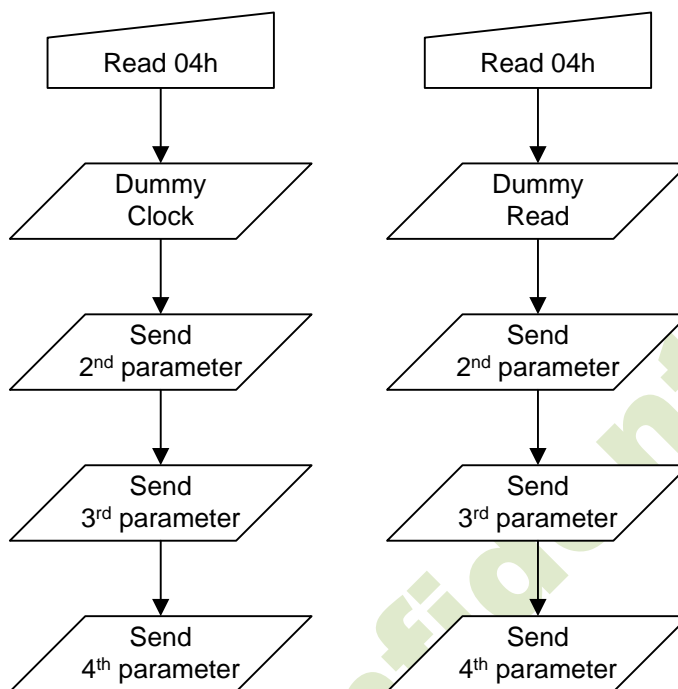 Read 04h
Dummy
Clock
Send
2nd parameter
Send
3rd parameter
Send
4th parameter
Read 04h
Dummy
Read
Send
2nd parameter
Send
3rd parameter
Send
4th parameter